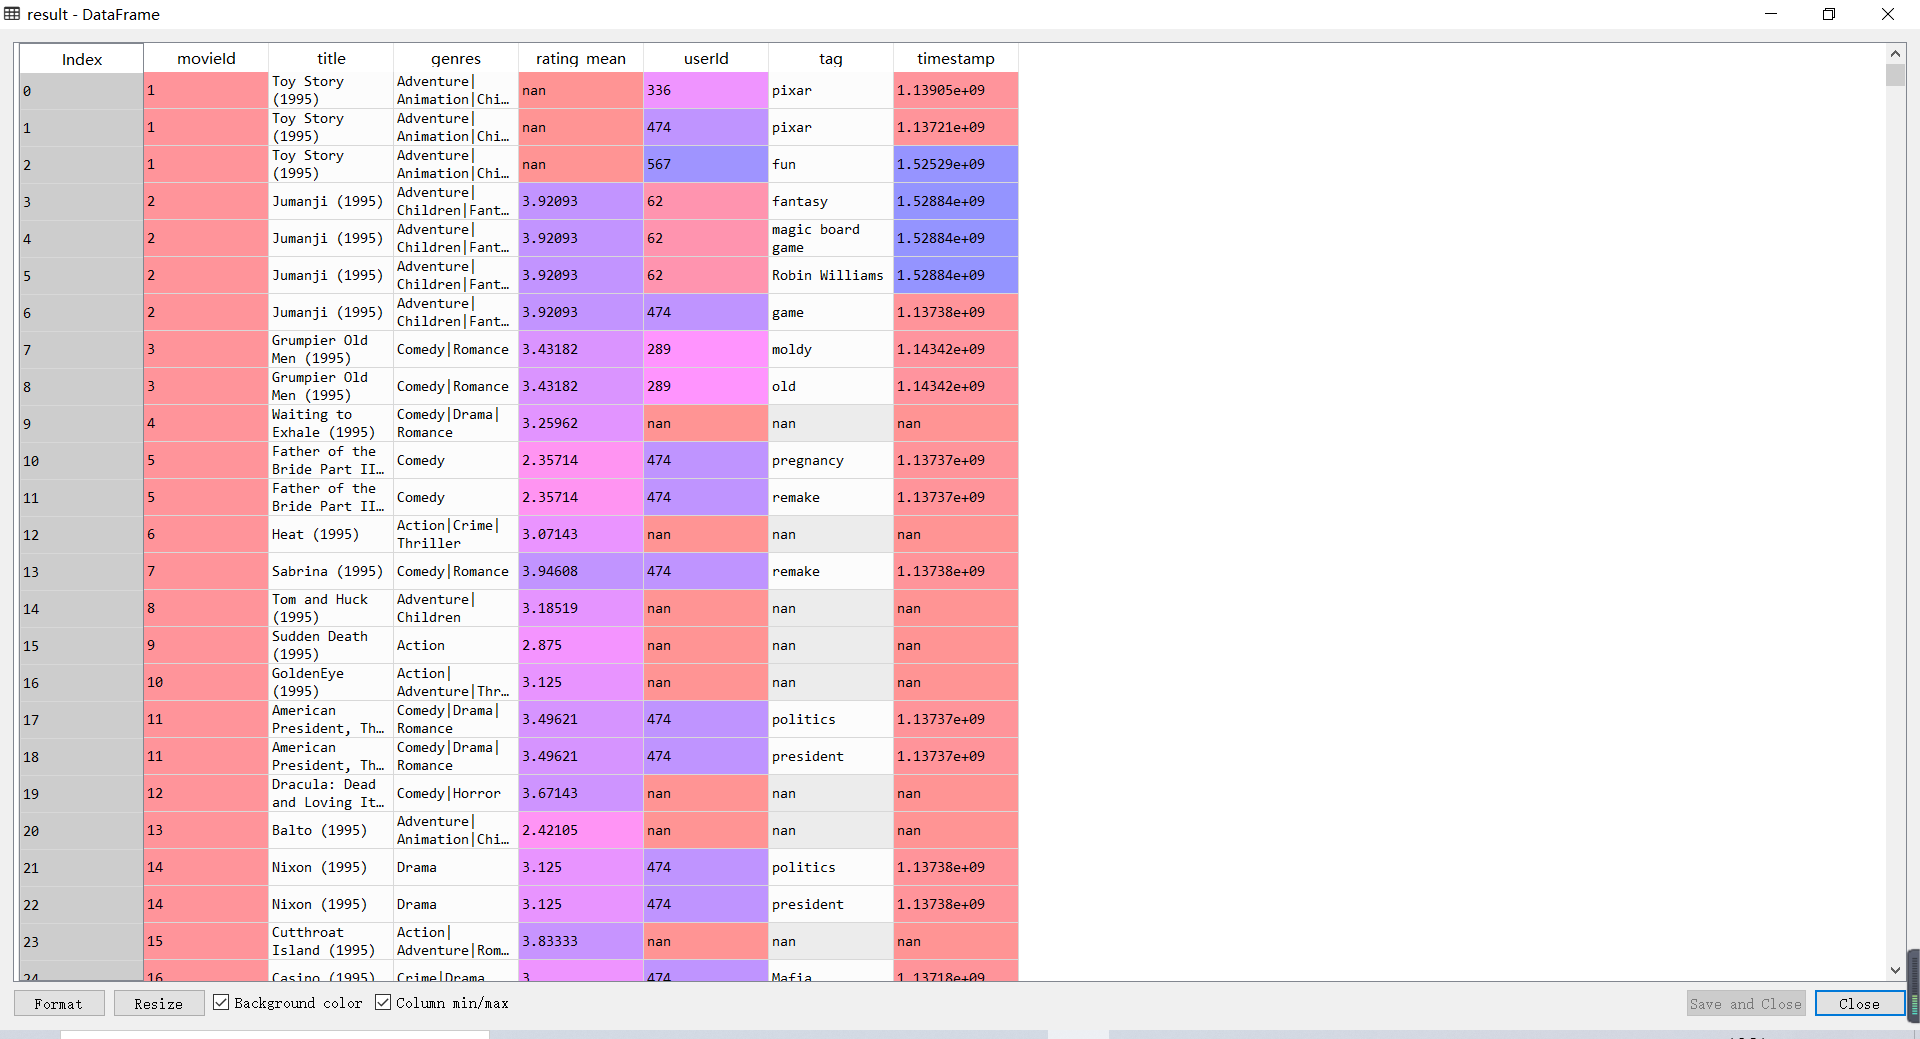 result - DataFrame
Index movieId title genres rating_mean userId tag timestamp
0 1 Toy Story (1995) Adventure|Animation|Chi… nan 336 pixar 1.13905e+09
1 1 Toy Story (1995) Adventure|Animation|Chi… nan 474 pixar 1.13721e+09
2 1 Toy Story (1995) Adventure|Animation|Chi… nan 567 fun 1.52529e+09
3 2 Jumanji (1995) Adventure|Children|Fant… 3.92093 62 fantasy 1.52884e+09
4 2 Jumanji (1995) Adventure|Children|Fant… 3.92093 62 magic board game 1.52884e+09
5 2 Jumanji (1995) Adventure|Children|Fant… 3.92093 62 Robin Williams 1.52884e+09
6 2 Jumanji (1995) Adventure|Children|Fant… 3.92093 474 game 1.13738e+09
7 3 Grumpier Old Men (1995) Comedy|Romance 3.43182 289 moldy 1.14342e+09
8 3 Grumpier Old Men (1995) Comedy|Romance 3.43182 289 old 1.14342e+09
9 4 Waiting to Exhale (1995) Comedy|Drama|Romance 3.25962 nan nan nan
10 5 Father of the Bride Part II… Comedy 2.35714 474 pregnancy 1.13737e+09
11 5 Father of the Bride Part II… Comedy 2.35714 474 remake 1.13737e+09
12 6 Heat (1995) Action|Crime|Thriller 3.07143 nan nan nan
13 7 Sabrina (1995) Comedy|Romance 3.94608 474 remake 1.13738e+09
14 8 Tom and Huck (1995) Adventure|Children 3.18519 nan nan nan
15 9 Sudden Death (1995) Action 2.875 nan nan nan
16 10 GoldenEye (1995) Action|Adventure|Thr… 3.125 nan nan nan
17 11 American President, Th… Comedy|Drama|Romance 3.49621 474 politics 1.13737e+09
18 11 American President, Th… Comedy|Drama|Romance 3.49621 474 president 1.13737e+09
19 12 Dracula: Dead and Loving It… Comedy|Horror 3.67143 nan nan nan
20 13 Balto (1995) Adventure|Animation|Chi… 2.42105 nan nan nan
21 14 Nixon (1995) Drama 3.125 474 politics 1.13738e+09
22 14 Nixon (1995) Drama 3.125 474 president 1.13738e+09
23 15 Cutthroat Island (1995) Action|Adventure|Rom… 3.83333 nan nan nan
24 16 Casino (1995) Crime|Drama 3 474 Mafia 1.13718e+09
Format Resize Background color Column min/max Save and Close Close